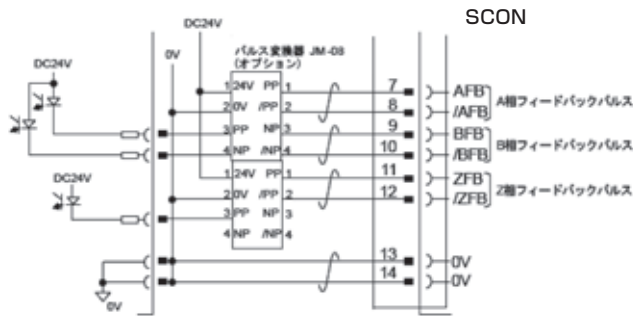 SCON
DC24V
DC24V
0V
パルス変換器 JM-08
(オプション)
1 24V PP 1
2 0V /PP 2
3 PP NP 3
4 NP /NP 4
1 24V PP 1
2 0V /PP 2
3 PP NP 3
4 NP /NP 4
DC24V
0V
7 AFB
8 /AFB
A相フィードバックパルス
9 BFB
10 /BFB
B相フィードバックパルス
11 ZFB
12 /ZFB
Z相フィードバックパルス
13 0V
14 0V